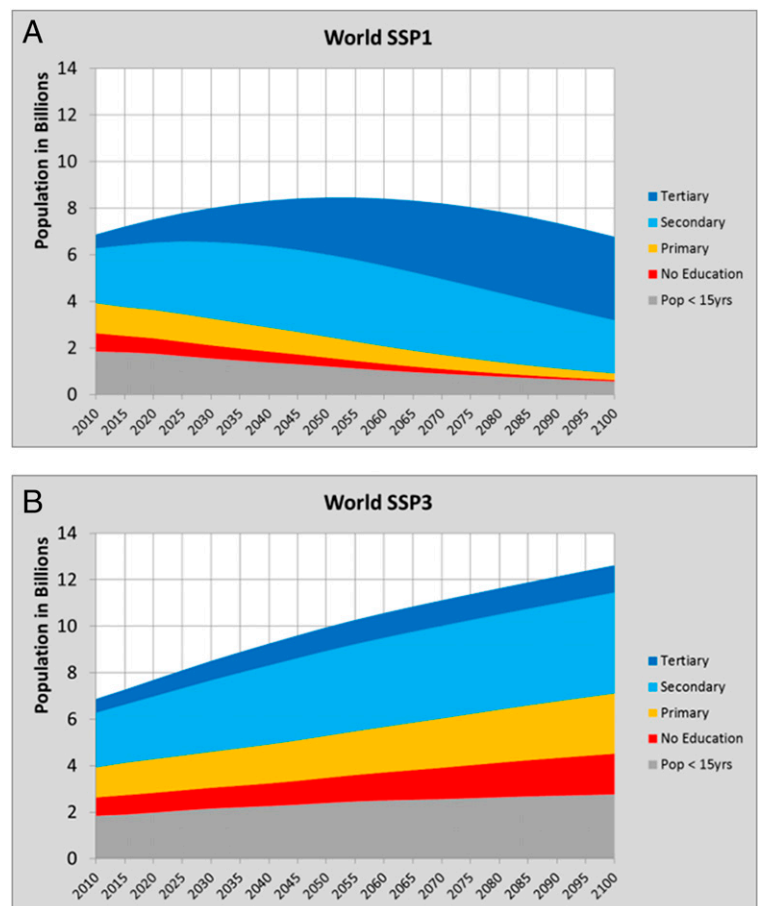 A
World SSP1
Population in Billions
14
12
10
8
6
4
2
0
2010 2015 2020 2025 2030 2035 2040 2045 2050 2055 2060 2065 2070 2075 2080 2085 2090 2095 2100
Tertiary
Secondary
Primary
No Education
Pop < 15yrs
B
World SSP3
Population in Billions
14
12
10
8
6
4
2
0
2010 2015 2020 2025 2030 2035 2040 2045 2050 2055 2060 2065 2070 2075 2080 2085 2090 2095 2100
Tertiary
Secondary
Primary
No Education
Pop < 15yrs